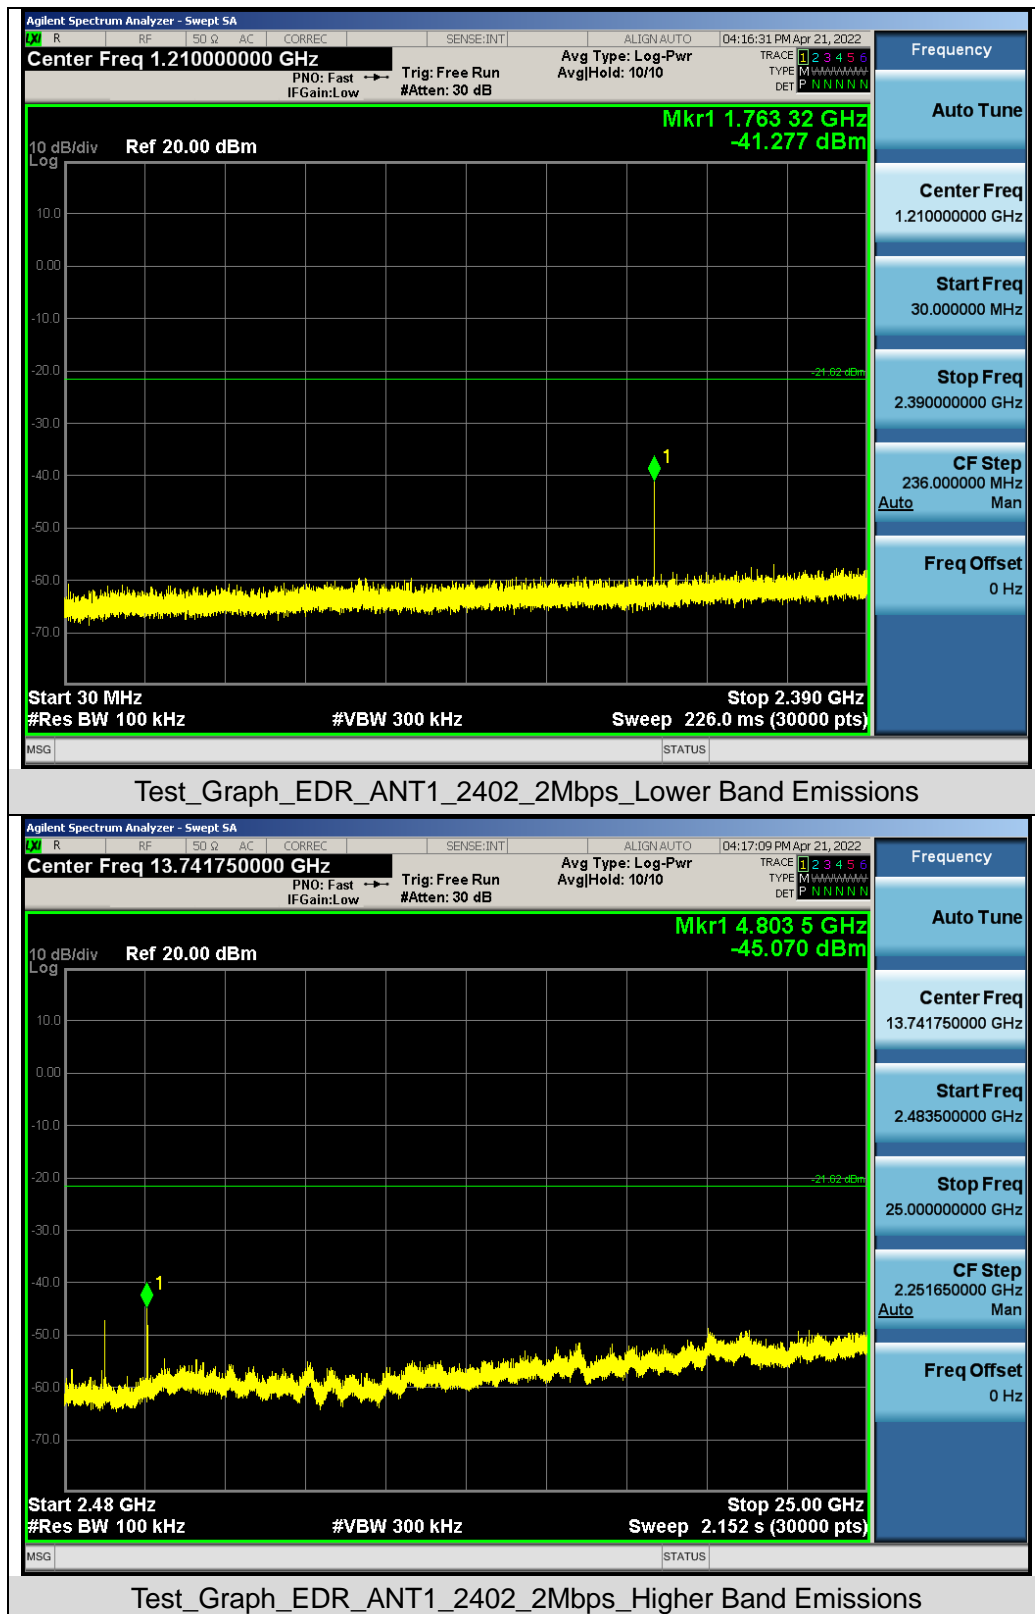 Agilent Spectrum Analyzer - Swept SA
LXI R RF 50 Ω AC CORREC SENSE:INT ALIGN AUTO 04:16:31 PM Apr 21, 2022
Center Freq 1.210000000 GHz
PNO: Fast
IFGain:Low
Trig: Free Run
#Atten: 30 dB
Avg Type: Log-Pwr
Avg|Hold: 10/10
TRACE 1 2 3 4 5 6
TYPE M
DET P N N N N N
Mkr1 1.763 32 GHz
-41.277 dBm
10 dB/div Ref 20.00 dBm
Log
10.0
0.00
-10.0
-20.0
-21.62 dBm
-30.0
-40.0
1
-50.0
-60.0
-70.0
Start 30 MHz Stop 2.390 GHz
#Res BW 100 kHz #VBW 300 kHz Sweep 226.0 ms (30000 pts)
MSG STATUS
Frequency
Auto Tune
Center Freq
1.210000000 GHz
Start Freq
30.000000 MHz
Stop Freq
2.390000000 GHz
CF Step
236.000000 MHz
Auto Man
Freq Offset
0 Hz
Test_Graph_EDR_ANT1_2402_2Mbps_Lower Band Emissions
Agilent Spectrum Analyzer - Swept SA
LXI R RF 50 Ω AC CORREC SENSE:INT ALIGN AUTO 04:17:09 PM Apr 21, 2022
Center Freq 13.741750000 GHz
PNO: Fast
IFGain:Low
Trig: Free Run
#Atten: 30 dB
Avg Type: Log-Pwr
Avg|Hold: 10/10
TRACE 1 2 3 4 5 6
TYPE M
DET P N N N N N
Mkr1 4.803 5 GHz
-45.070 dBm
10 dB/div Ref 20.00 dBm
Log
10.0
0.00
-10.0
-20.0
-21.62 dBm
-30.0
-40.0
1
-50.0
-60.0
-70.0
Start 2.48 GHz Stop 25.00 GHz
#Res BW 100 kHz #VBW 300 kHz Sweep 2.152 s (30000 pts)
MSG STATUS
Frequency
Auto Tune
Center Freq
13.741750000 GHz
Start Freq
2.483500000 GHz
Stop Freq
25.000000000 GHz
CF Step
2.251650000 GHz
Auto Man
Freq Offset
0 Hz
Test_Graph_EDR_ANT1_2402_2Mbps_Higher Band Emissions